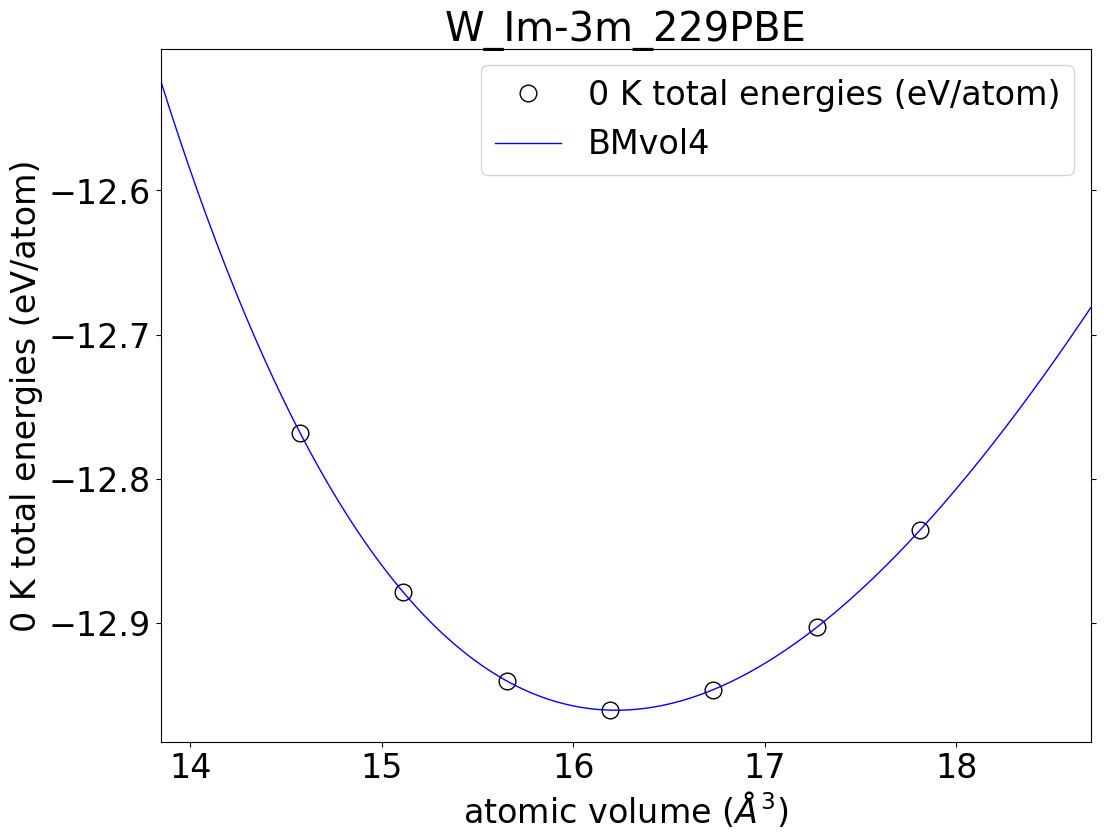 W_Im-3m_229PBE
0 K total energies (eV/atom)
BMvol4
0 K total energies (eV/atom)
−12.6
−12.7
−12.8
−12.9
14 15 16 17 18
atomic volume (Å³)